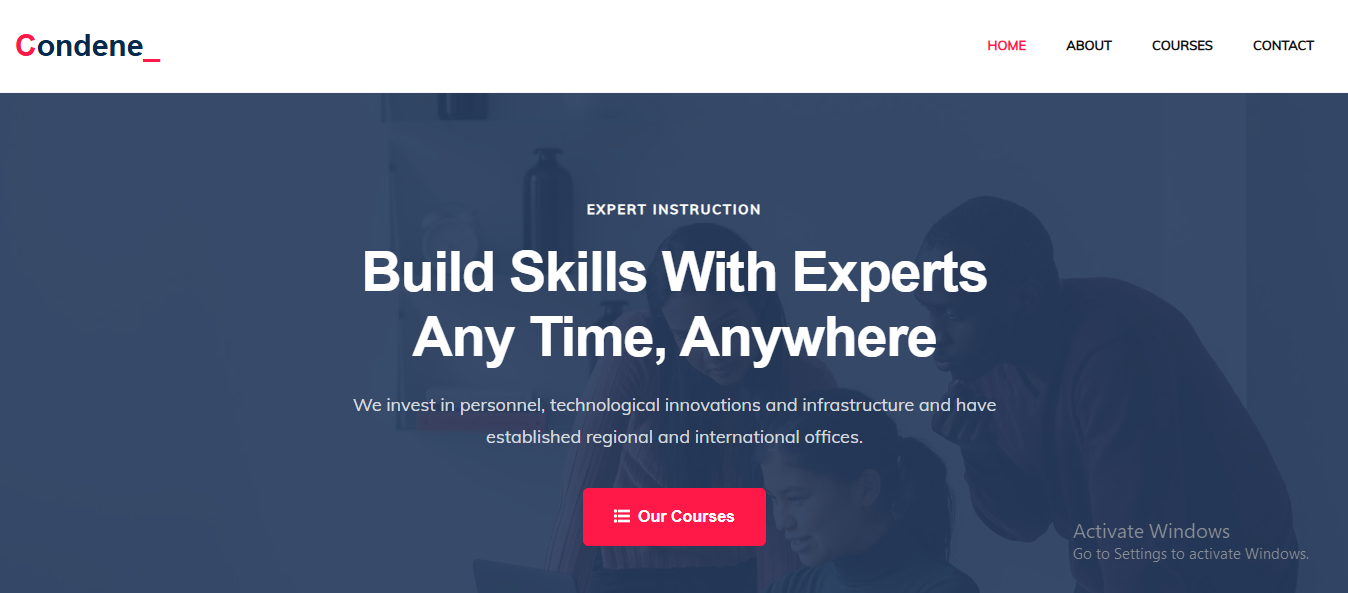 Condene_
HOME ABOUT COURSES CONTACT
EXPERT INSTRUCTION
Build Skills With Experts
Any Time, Anywhere
We invest in personnel, technological innovations and infrastructure and have
established regional and international offices.
Our Courses
Activate Windows
Go to Settings to activate Windows.